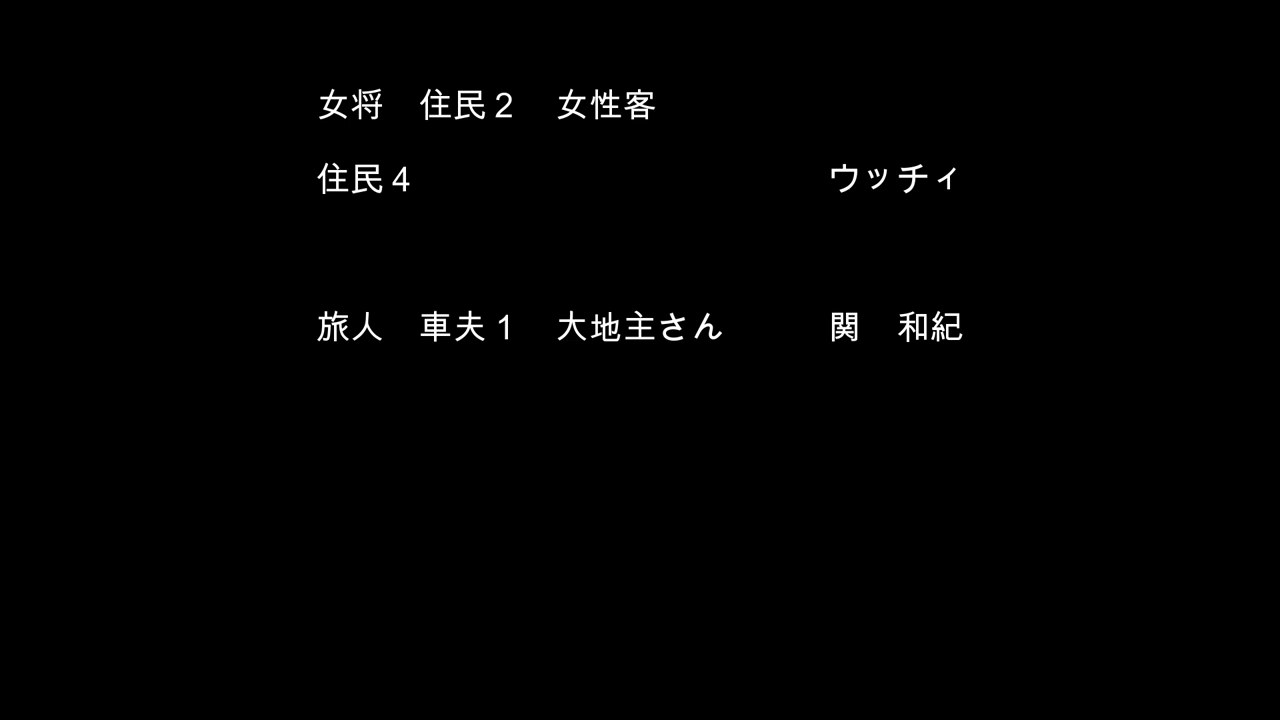 女将　住民２　女性客
住民４　ウッチィ
旅人　車夫１　大地主さん　関　和紀